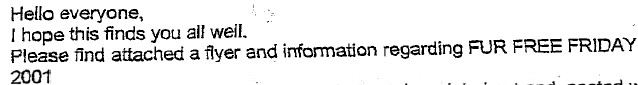 Hello everyone,
I hope this finds you all well.
Please find attached a flyer and information regarding FUR FREE FRIDAY
2001